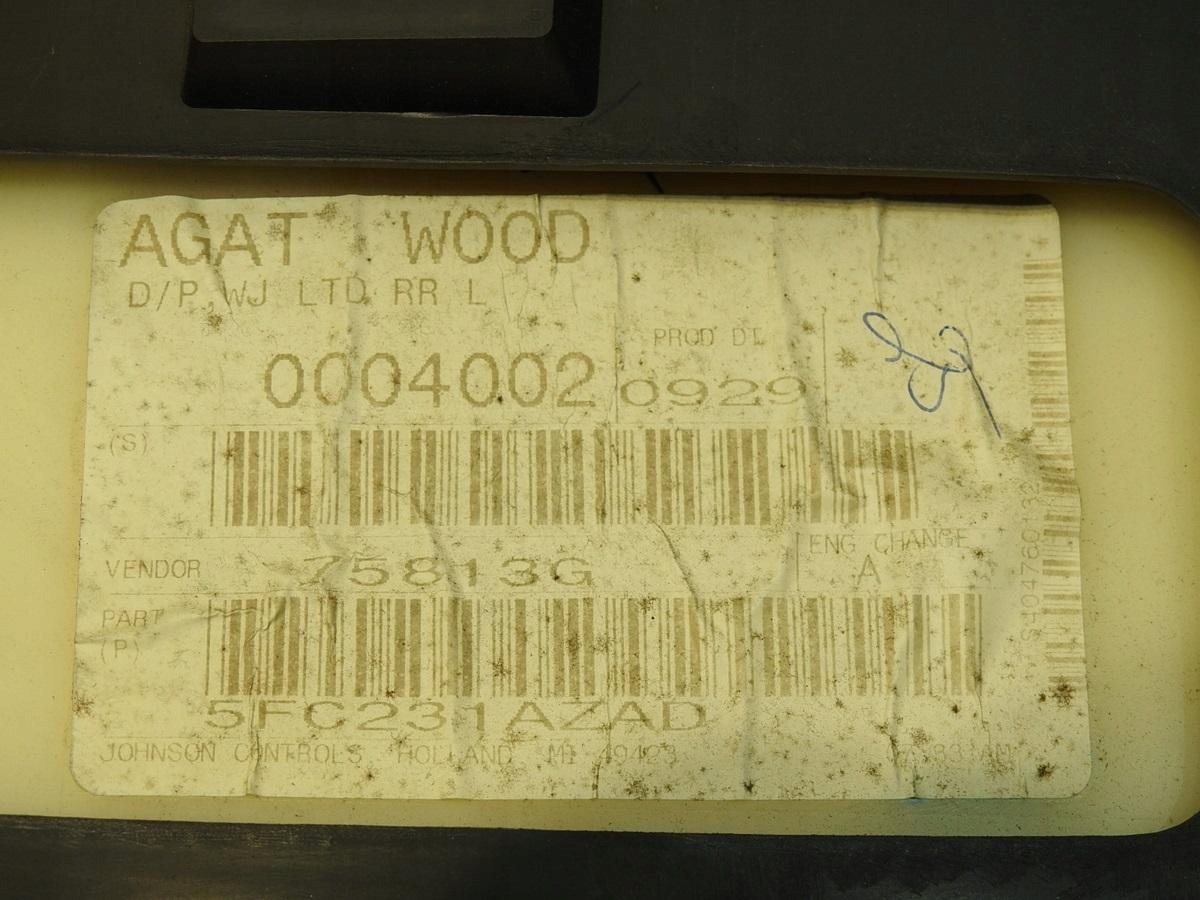 AGAT WOOD
D/P WJ LTD RR L
PROD DT
0004002 0929
(S)
ENG CHANGE
VENDOR 75813G A
PART
(P)
5FC231AZAD
JOHNSON CONTROLS HOLLAND, MI 49423